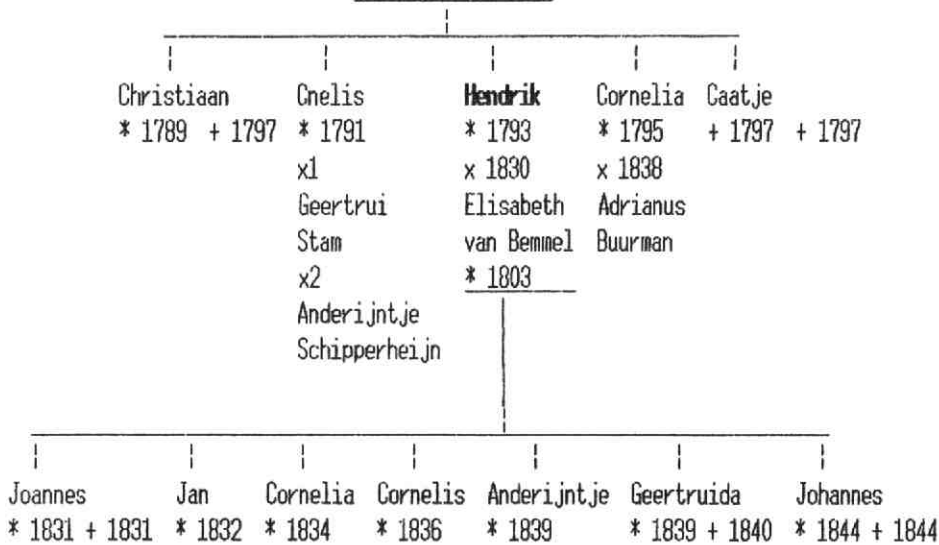 Christiaan Cnelis Hendrik Cornelia Caatje
* 1789 + 1797 * 1791 * 1793 * 1795 + 1797 + 1797
x1 x 1830 x 1838
Geertrui Elisabeth Adrianus
Stam van Bemmel Buurman
x2 * 1803
Anderijntje
Schipperheijn
Joannes Jan Cornelia Cornelis Anderijntje Geertruida Johannes
* 1831 + 1831 * 1832 * 1834 * 1836 * 1839 * 1839 + 1840 * 1844 + 1844